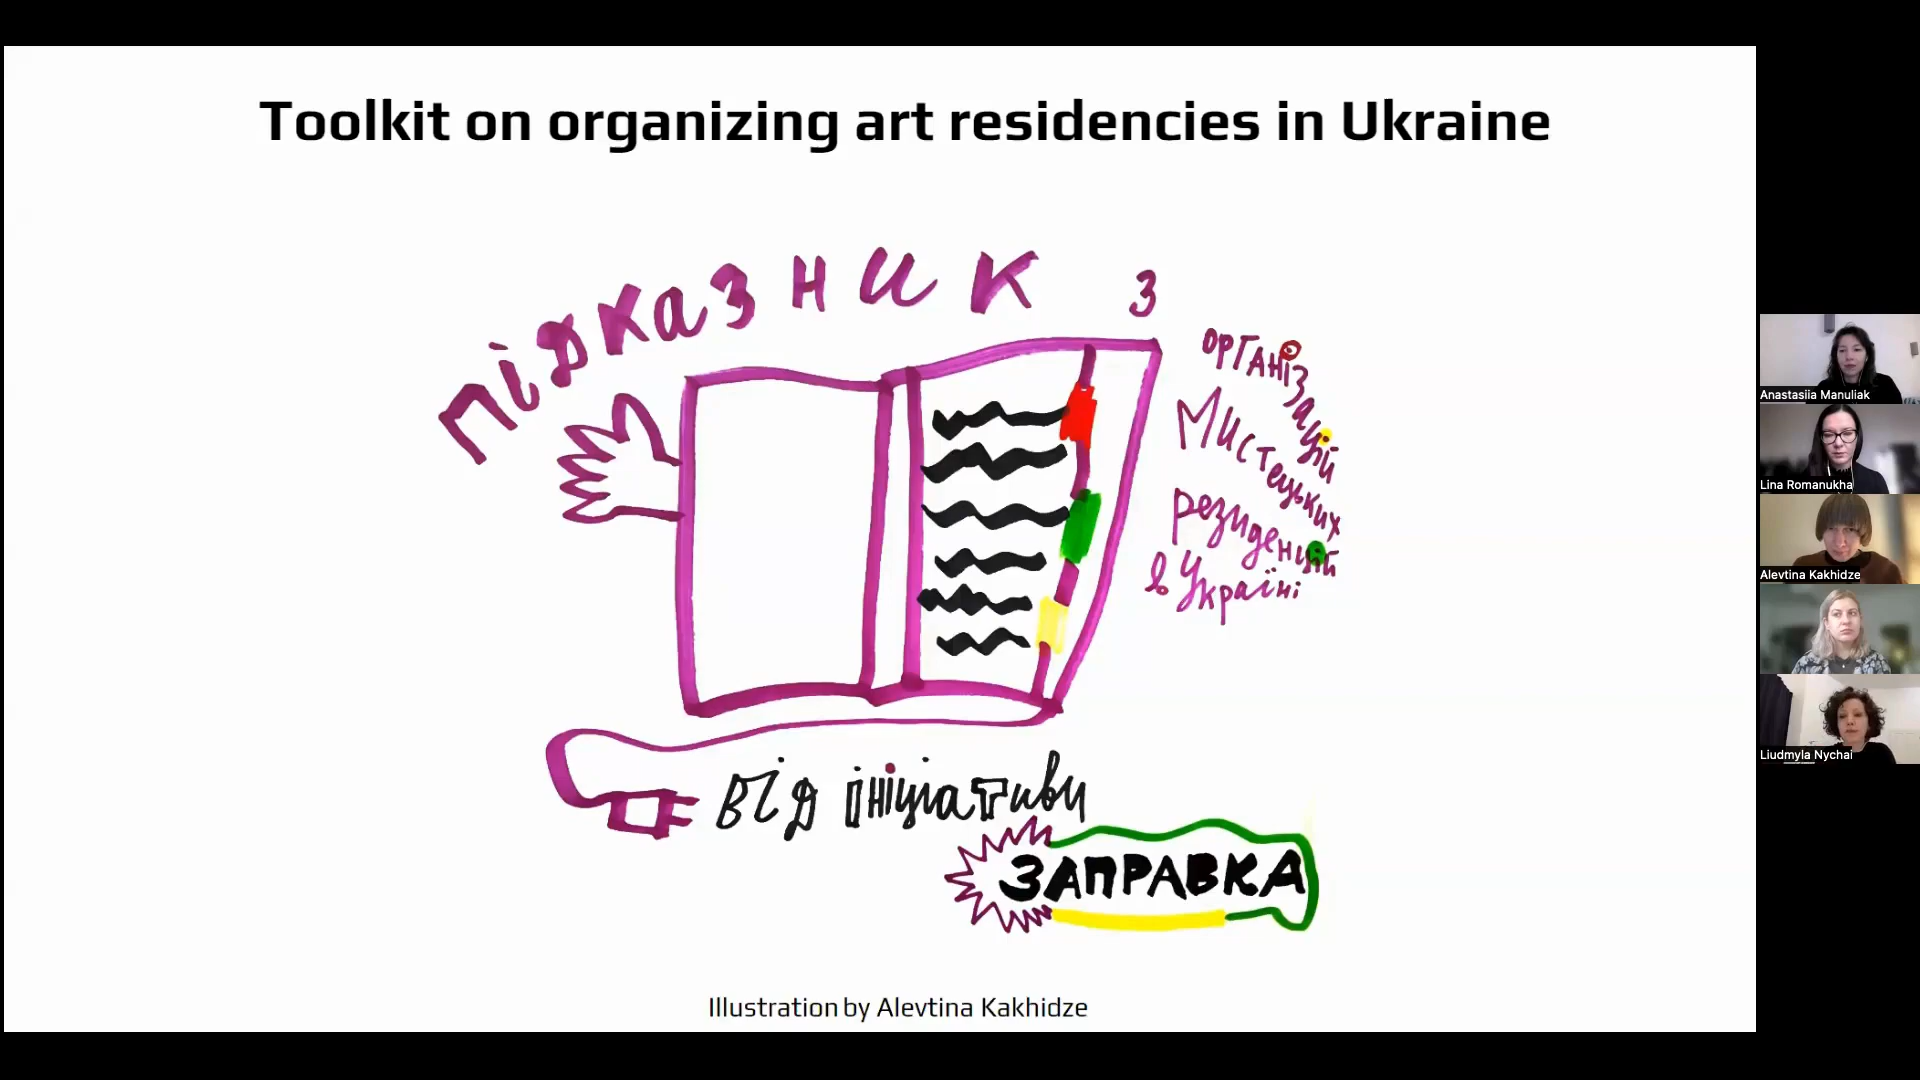 Toolkit on organizing art residencies in Ukraine
Підказник з
організацій
Мистецьких
резиденцій
в Україні
від ініціативи
ЗАПРАВКА
Illustration by Alevtina Kakhidze
Anastasiia Manuliak
Lina Romanukha
Alevtina Kakhidze
Liudmyla Nychai